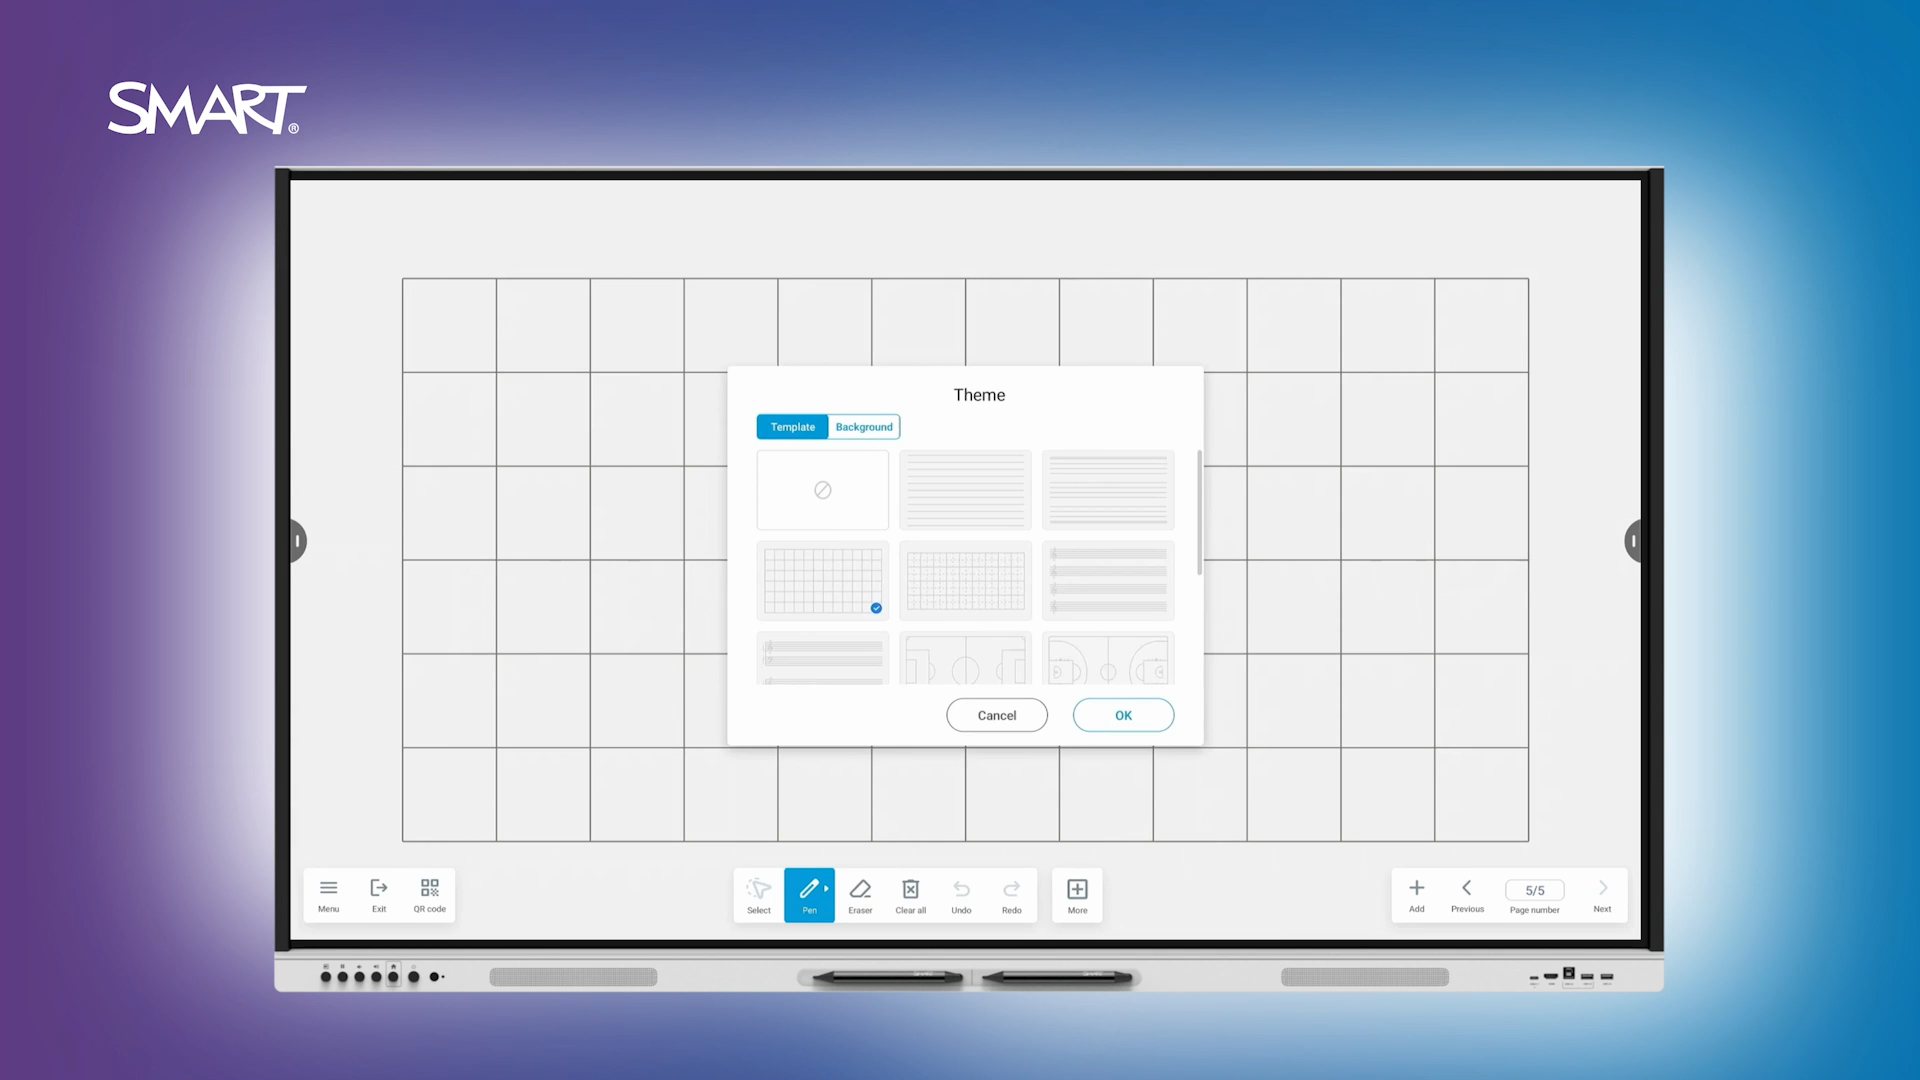 SMART®
Theme
Template Background
Cancel OK
Menu Exit QR code
Select Pen Eraser Clear all Undo Redo
More
Add Previous 5/5 Page number Next